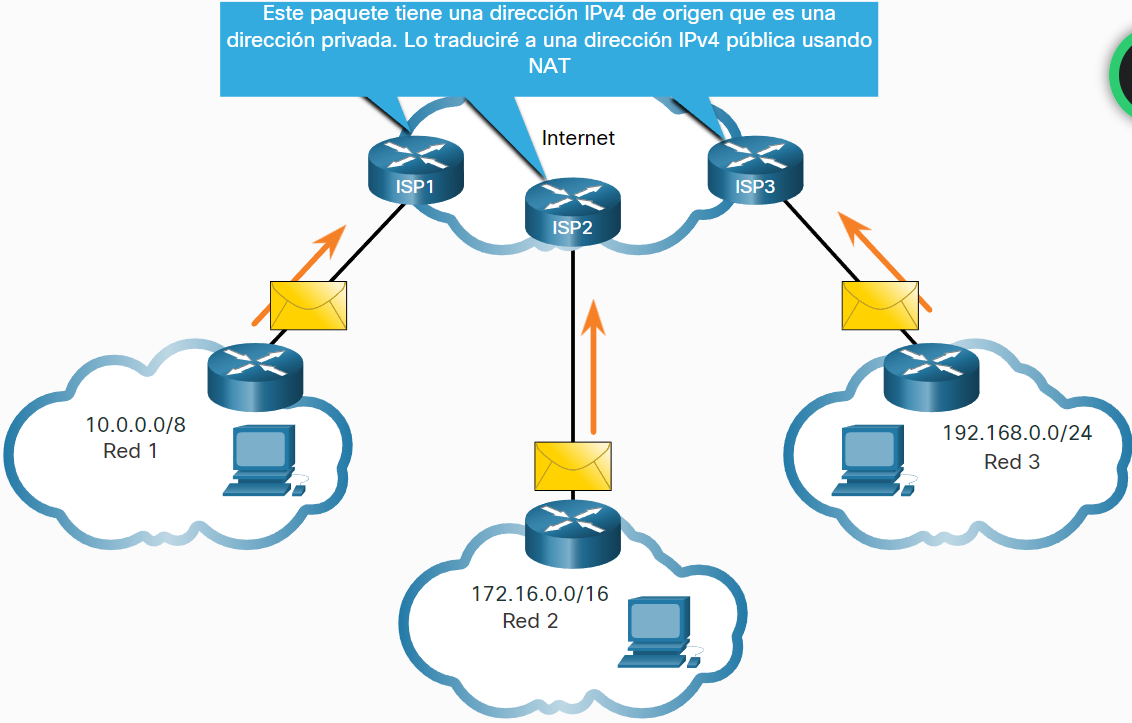 Este paquete tiene una dirección IPv4 de origen que es una
dirección privada. Lo traduciré a una dirección IPv4 pública usando
NAT
Internet
ISP1
ISP2
ISP3
10.0.0.0/8
Red 1
192.168.0.0/24
Red 3
172.16.0.0/16
Red 2